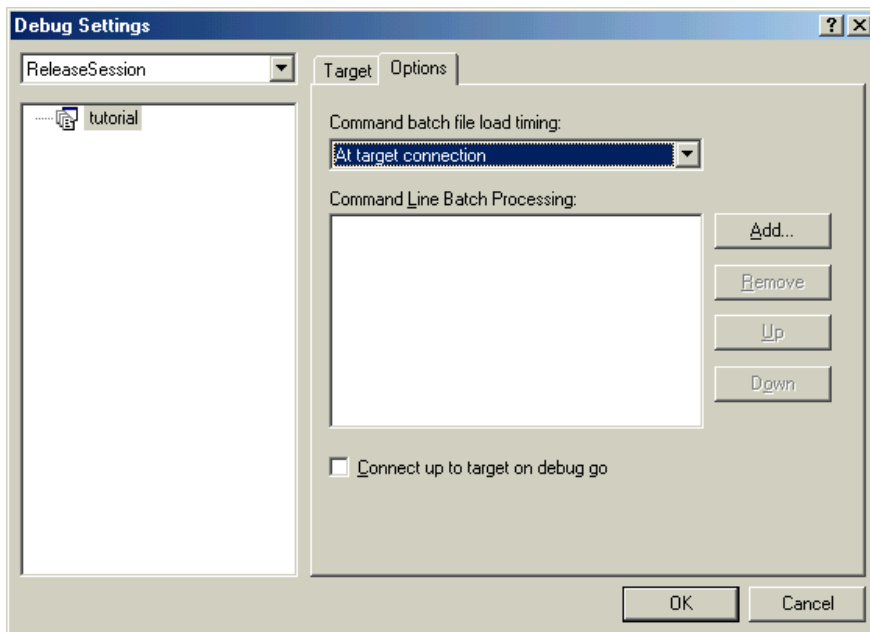 Debug Settings
ReleaseSession
tutorial
Target
Options
Command batch file load timing:
At target connection
Command Line Batch Processing:
Add...
Remove
Up
Down
Connect up to target on debug go
OK
Cancel